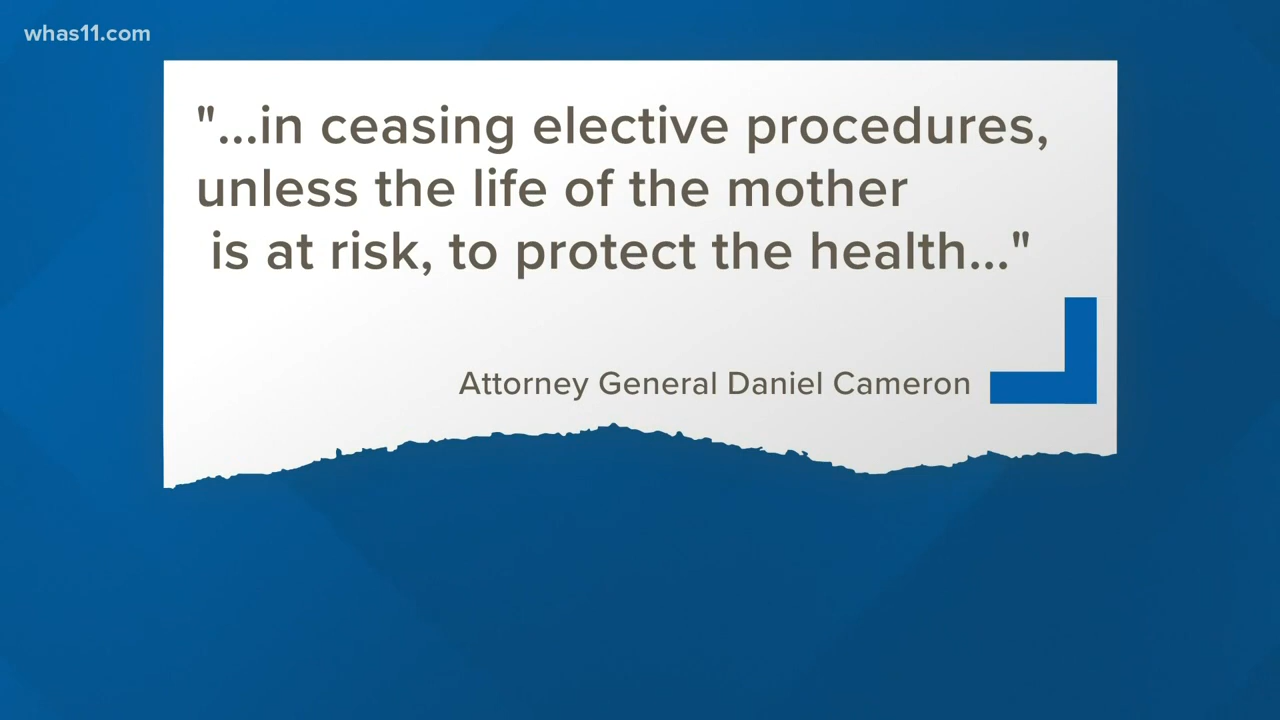 whas11.com
"...in ceasing elective procedures,
unless the life of the mother
is at risk, to protect the health..."
Attorney General Daniel Cameron